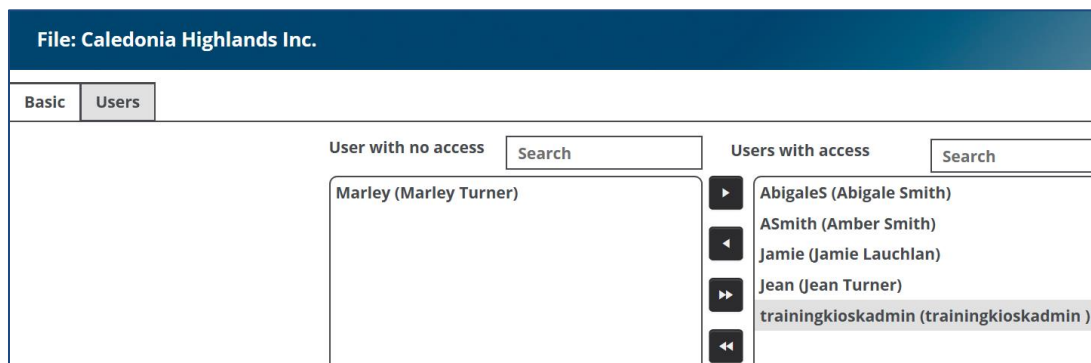 File: Caledonia Highlands Inc.
Basic Users
User with no access Search Users with access Search
Marley (Marley Turner)
AbigaleS (Abigale Smith)
ASmith (Amber Smith)
Jamie (Jamie Lauchlan)
Jean (Jean Turner)
trainingkioskadmin (trainingkioskadmin )